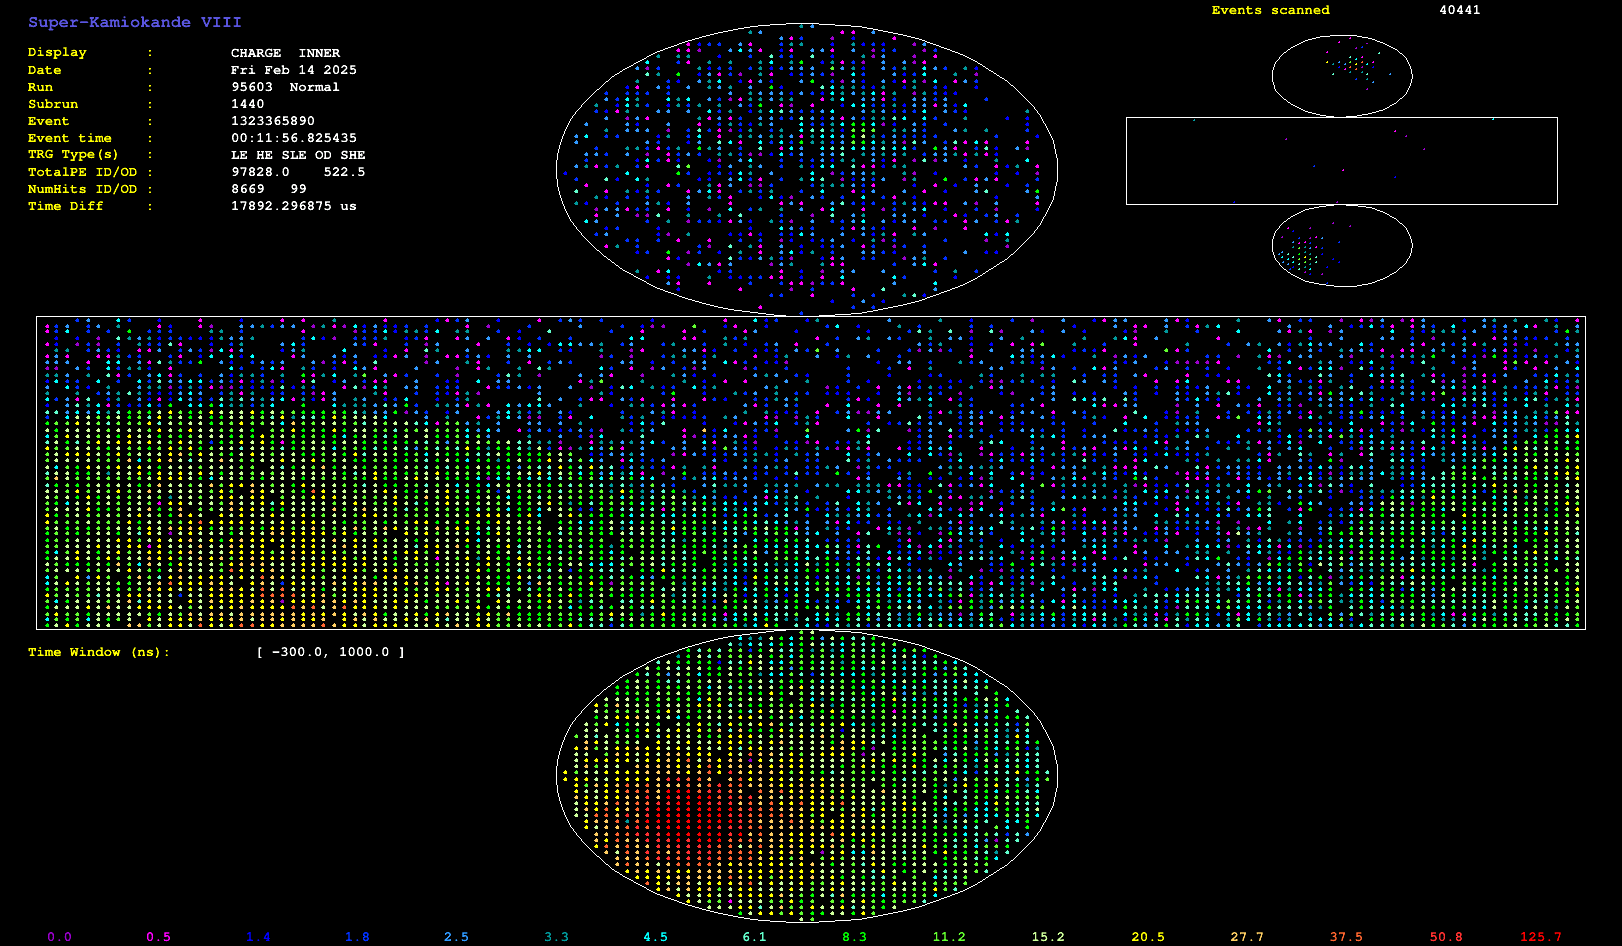 Super-Kamiokande VIII
Events scanned 40441
Display : CHARGE INNER
Date : Fri Feb 14 2025
Run : 95603 Normal
Subrun : 1440
Event : 1323365890
Event time : 00:11:56.825435
TRG Type(s) : LE HE SLE OD SHE
TotalPE ID/OD : 97828.0 522.5
NumHits ID/OD : 8669 99
Time Diff : 17892.296875 us
Time Window (ns): [ -300.0, 1000.0 ]
0.0 0.5 1.4 1.8 2.5 3.3 4.5 6.1 8.3 11.2 15.2 20.5 27.7 37.5 50.8 125.7